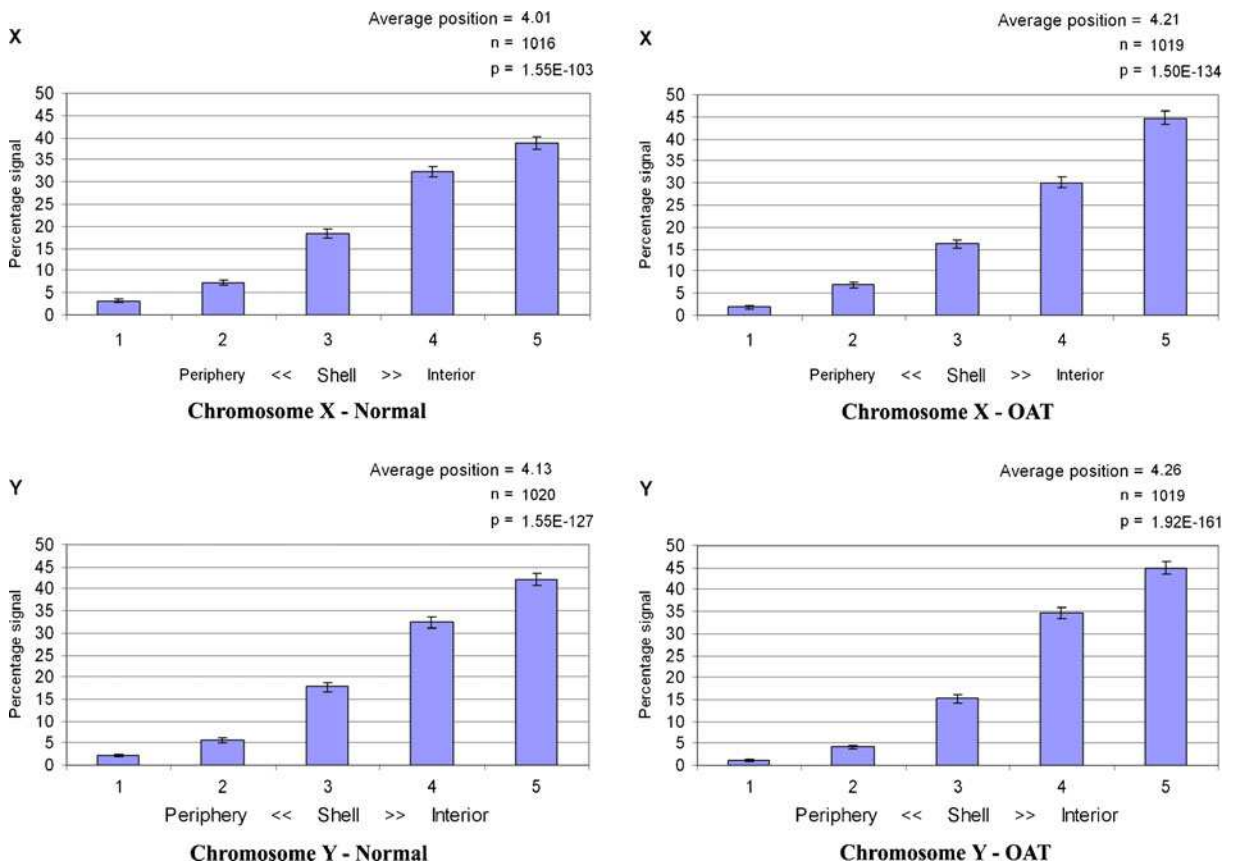 X
Average position = 4.01
n = 1016
p = 1.55E-103
Percentage signal
50
45
40
35
30
25
20
15
10
5
0
1 2 3 4 5
Periphery << Shell >> Interior
Chromosome X - Normal
X
Average position = 4.21
n = 1019
p = 1.50E-134
Percentage signal
50
45
40
35
30
25
20
15
10
5
0
1 2 3 4 5
Periphery << Shell >> Interior
Chromosome X - OAT
Y
Average position = 4.13
n = 1020
p = 1.55E-127
Percentage signal
50
45
40
35
30
25
20
15
10
5
0
1 2 3 4 5
Periphery << Shell >> Interior
Chromosome Y - Normal
Y
Average position = 4.26
n = 1019
p = 1.92E-161
Percentage signal
50
45
40
35
30
25
20
15
10
5
0
1 2 3 4 5
Periphery << Shell >> Interior
Chromosome Y - OAT